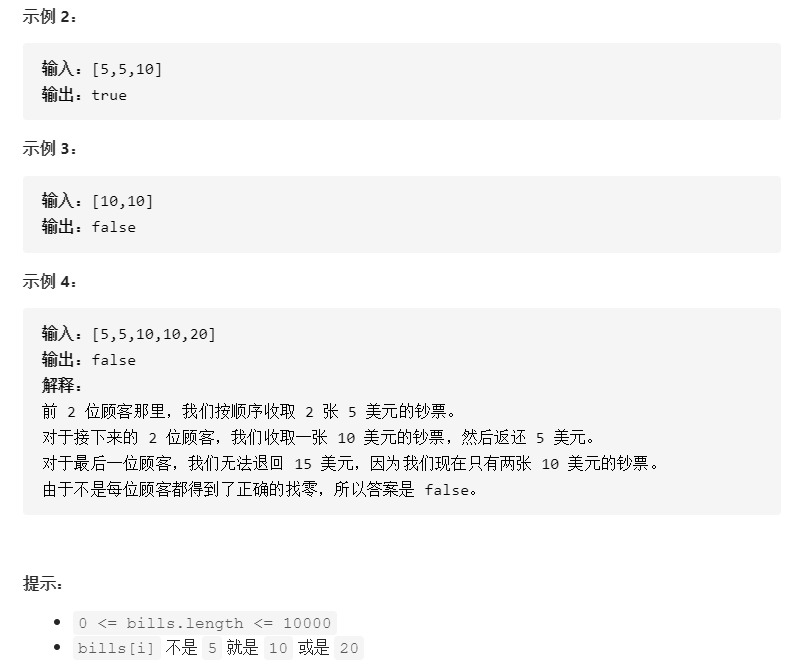 示例 2：
输入：[5,5,10]
输出：true
示例 3：
输入：[10,10]
输出：false
示例 4：
输入：[5,5,10,10,20]
输出：false
解释：
前 2 位顾客那里，我们按顺序收取 2 张 5 美元的钞票。
对于接下来的 2 位顾客，我们收取一张 10 美元的钞票，然后返还 5 美元。
对于最后一位顾客，我们无法退回 15 美元，因为我们现在只有两张 10 美元的钞票。
由于不是每位顾客都得到了正确的找零，所以答案是 false。
提示：
• 0 <= bills.length <= 10000
• bills[i] 不是 5 就是 10 或是 20